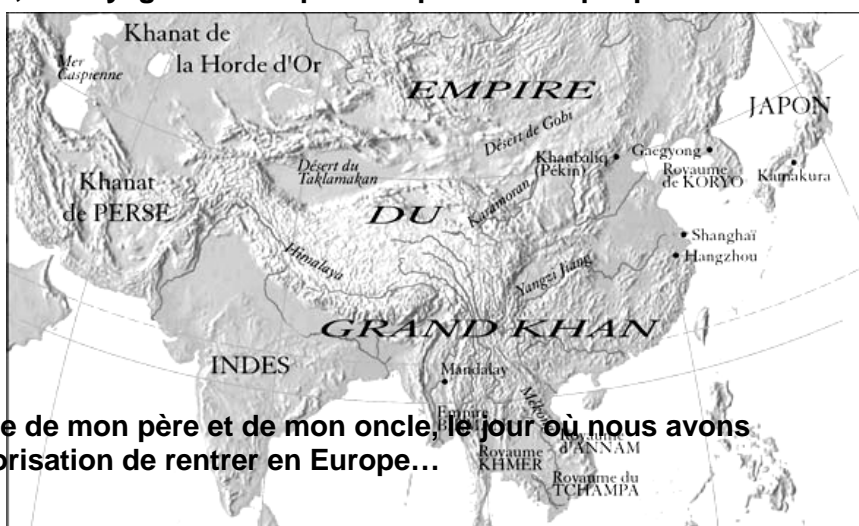 Khanat de
la Horde d'Or
Mer
Caspienne
EMPIRE
JAPON
Désert de Gobi
Khanbaliq
(Pékin)
Gaegyong
Royaume
de KORYO
Kamakura
Désert du
Taklamakan
Khanat
de PERSE
Karamoran
DU
Shanghaï
Hangzhou
Himalaya
Yangzi Jiang
GRAND KHAN
INDES
Mandalay
Mékong
Empire
e de mon père et de mon oncle, le jour où nous avons
Royaume
d'ANNAM
orisation de rentrer en Europe…
Royaume
KHMER
Royaume du
TCHAMPA